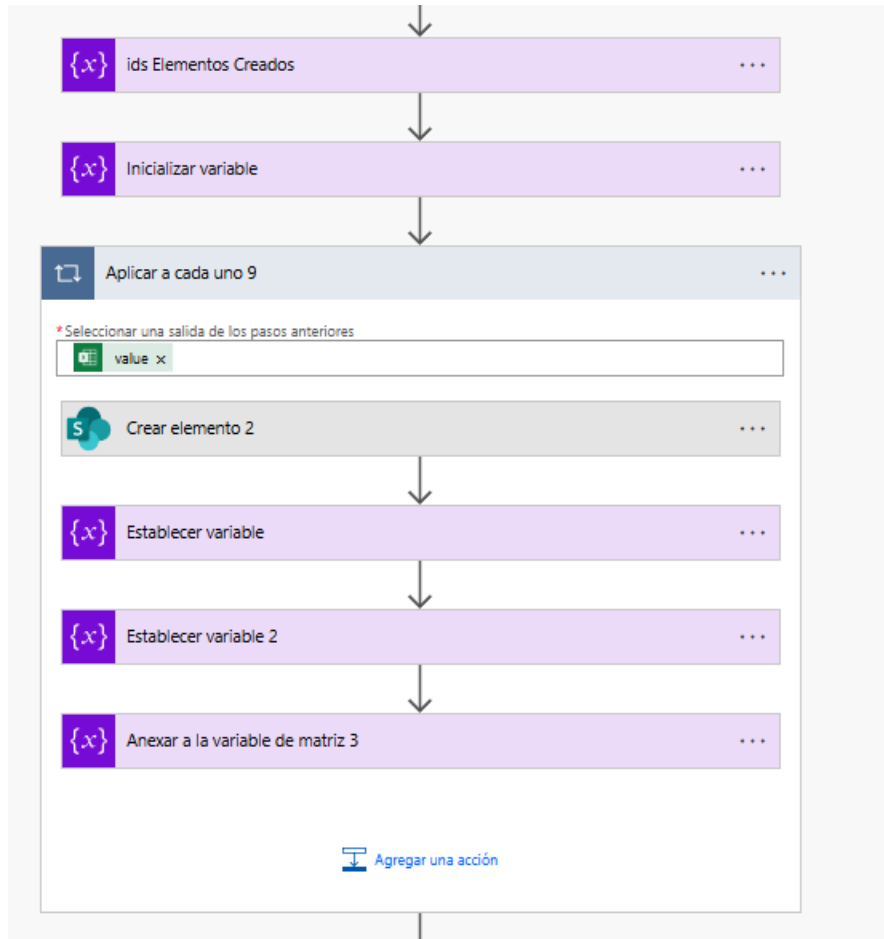 {x} ids Elementos Creados ...
{x} Inicializar variable ...
Aplicar a cada uno 9 ...
*Seleccionar una salida de los pasos anteriores
value ×
S Crear elemento 2 ...
{x} Establecer variable ...
{x} Establecer variable 2 ...
{x} Anexar a la variable de matriz 3 ...
Agregar una acción